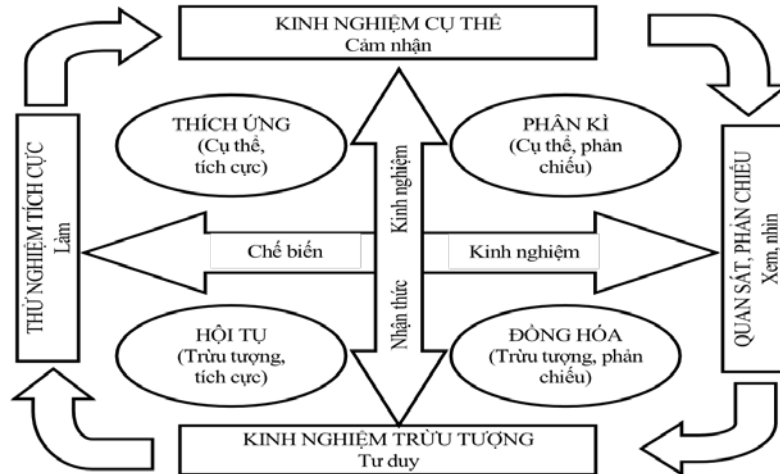 KINH NGHIỆM CỤ THỂ
Cảm nhận
THÍCH ỨNG
(Cụ thể,
tích cực)
PHÂN KÌ
(Cụ thể, phản
chiếu)
THỬ NGHIỆM TÍCH CỰC
Làm
Kinh nghiệm
Nhận thức
Chế biến
Kinh nghiệm
QUAN SÁT, PHẢN CHIẾU
Xem, nhìn
HỘI TỤ
(Trừu tượng,
tích cực)
ĐỒNG HÓA
(Trừu tượng, phản
chiếu)
KINH NGHIỆM TRỪU TƯỢNG
Tư duy